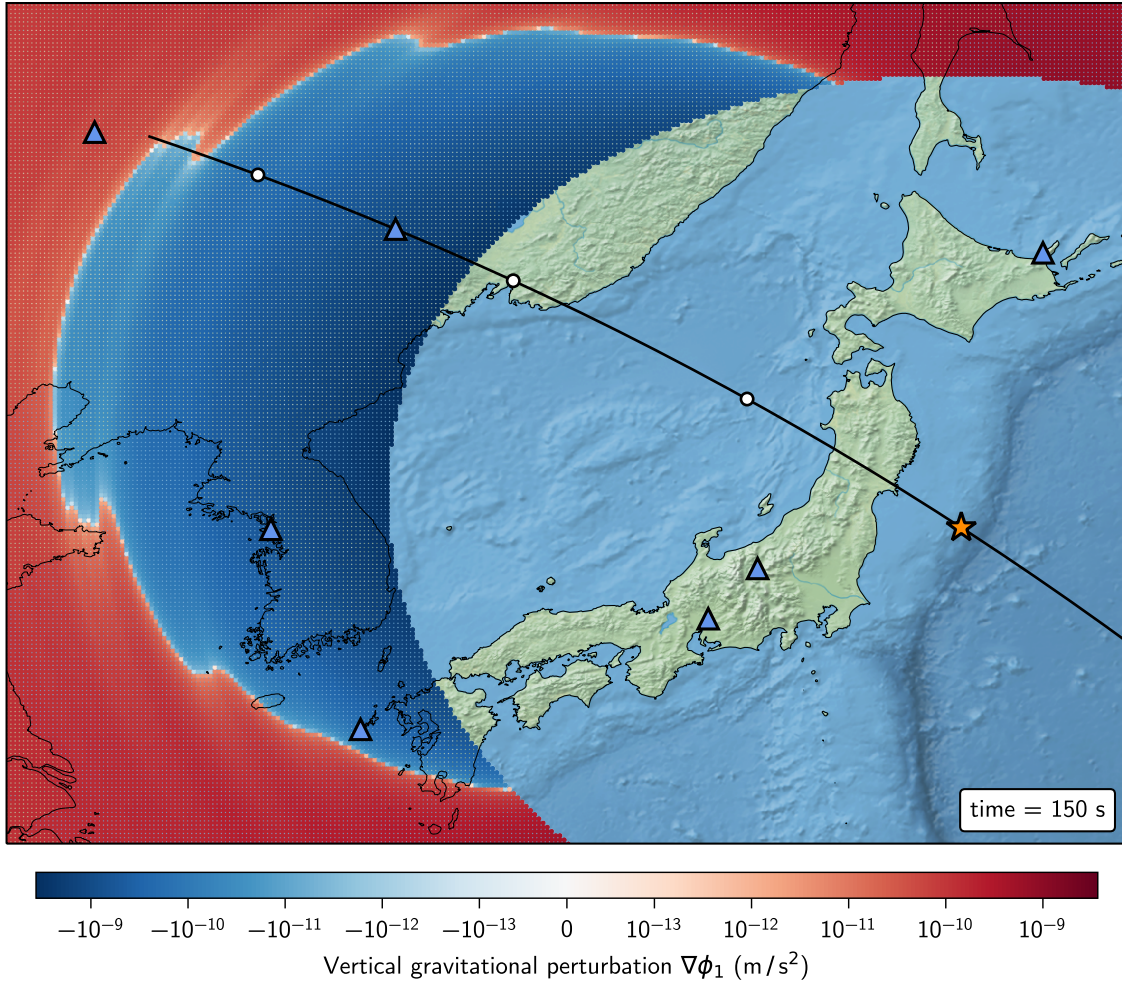 time = 150 s
−10⁻⁹ −10⁻¹⁰ −10⁻¹¹ −10⁻¹² −10⁻¹³ 0 10⁻¹³ 10⁻¹² 10⁻¹¹ 10⁻¹⁰ 10⁻⁹
Vertical gravitational perturbation ∇ϕ₁ (m/s²)